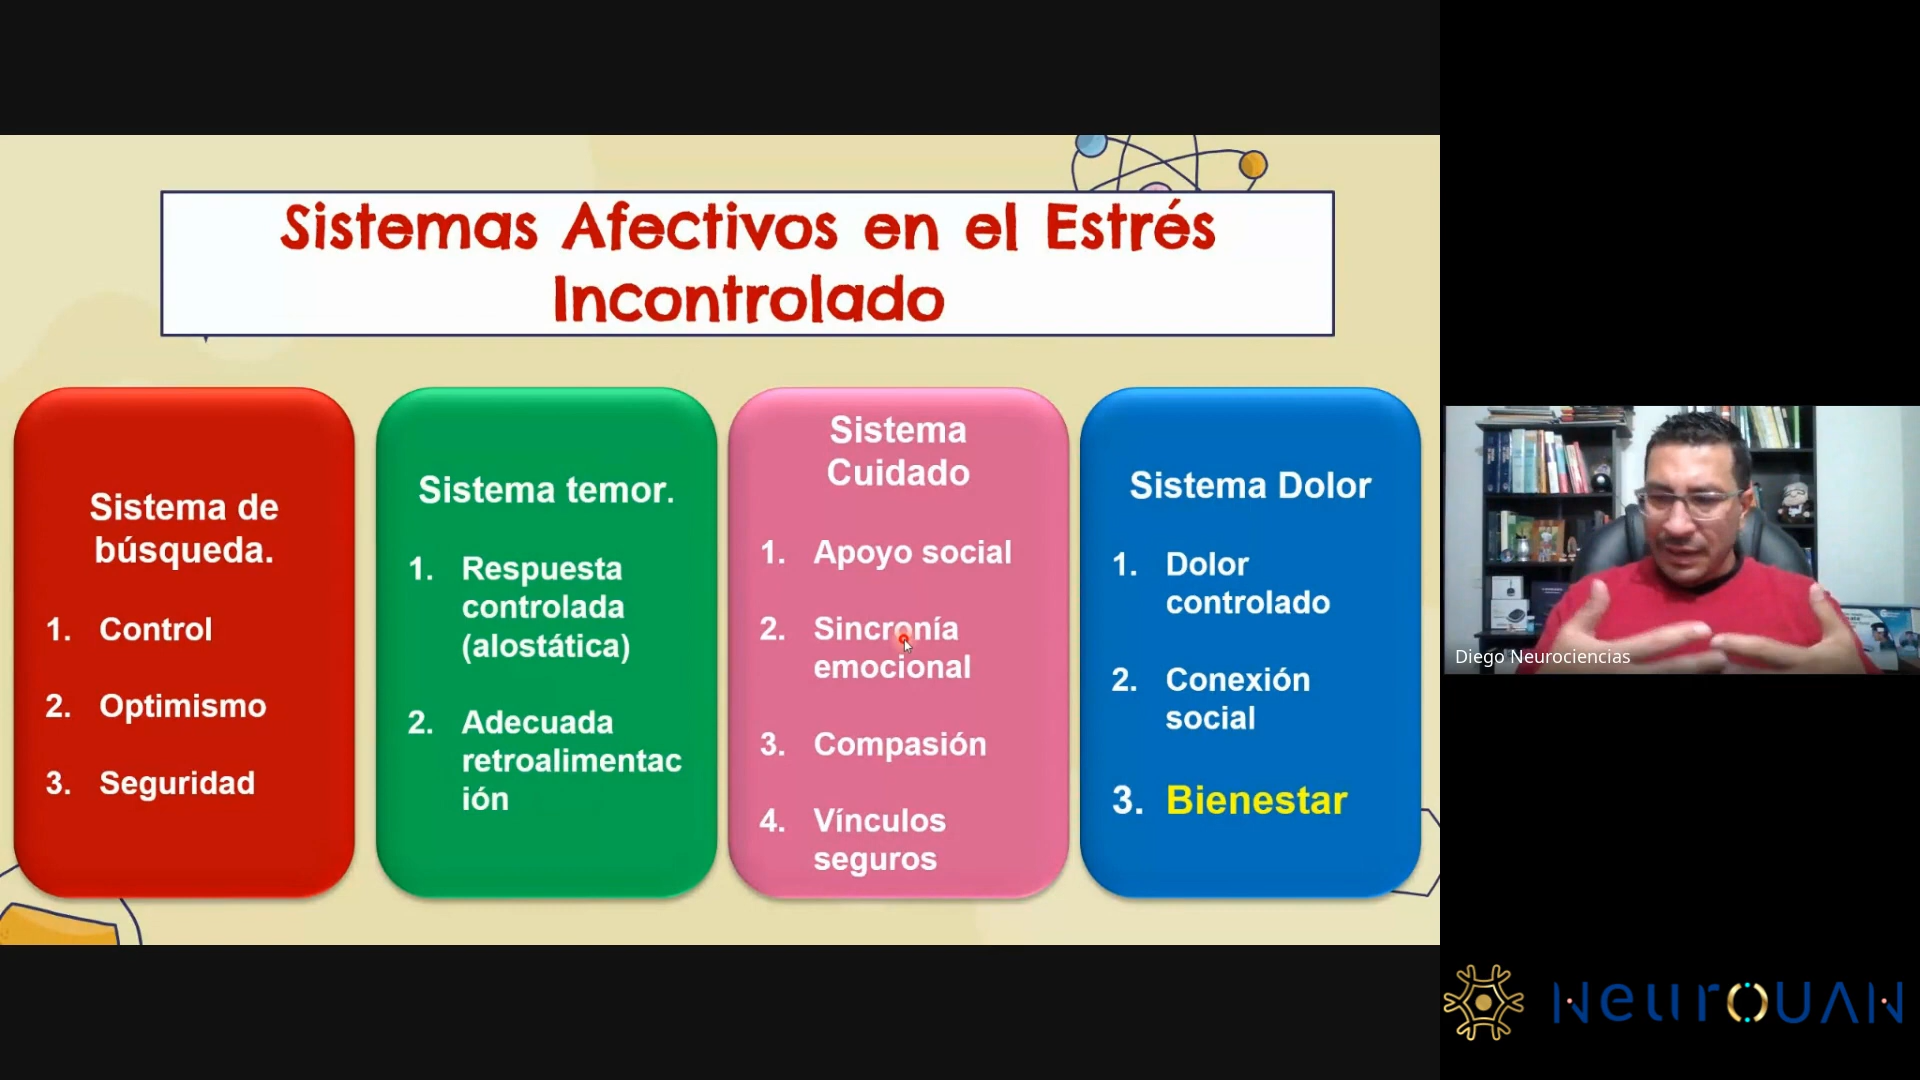 Sistemas Afectivos en el Estrés
Incontrolado
Sistema de
búsqueda.
1. Control
2. Optimismo
3. Seguridad
Sistema temor.
1. Respuesta
controlada
(alostática)
2. Adecuada
retroalimentac
ión
Sistema
Cuidado
1. Apoyo social
2. Sincronía
emocional
3. Compasión
4. Vínculos
seguros
Sistema Dolor
1. Dolor
controlado
2. Conexión
social
3. Bienestar
Diego Neurociencias
NeurOUAN